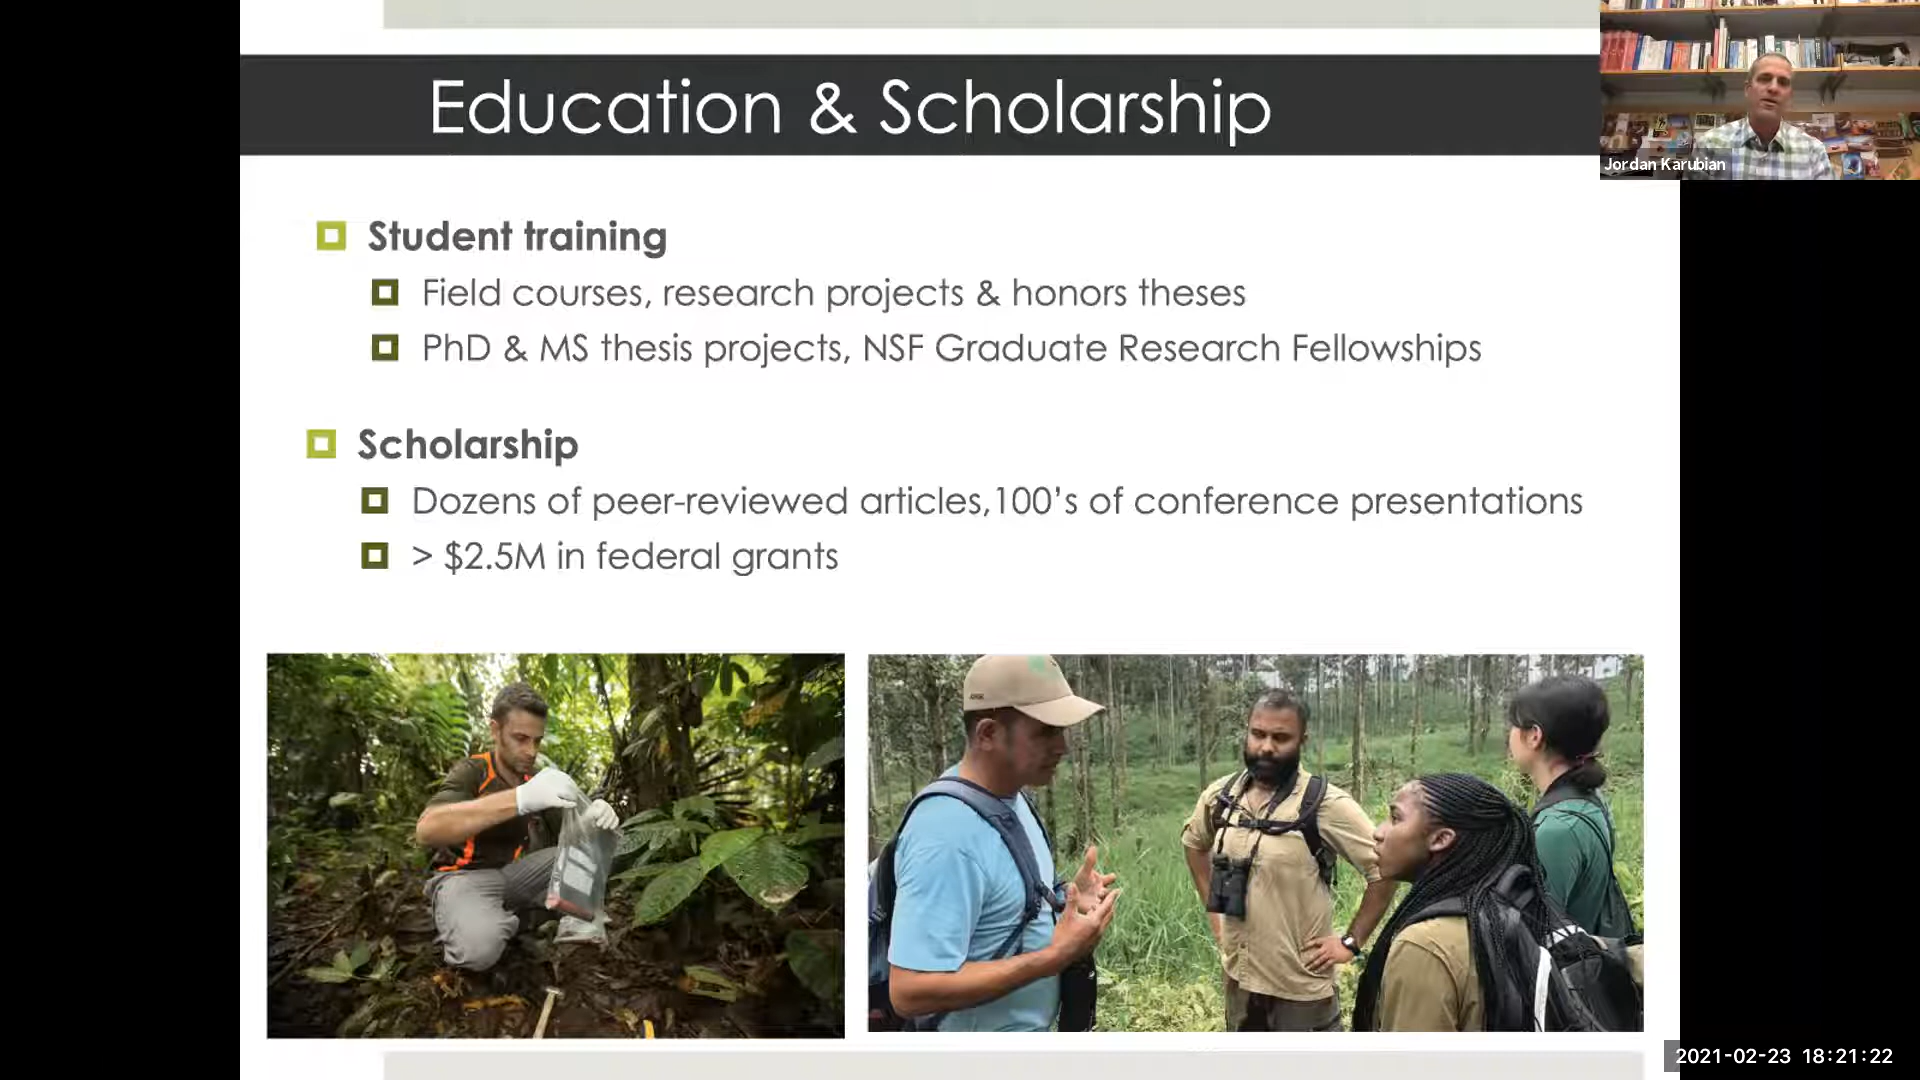 Education & Scholarship
Jordan Karubian
Student training
Field courses, research projects & honors theses
PhD & MS thesis projects, NSF Graduate Research Fellowships
Scholarship
Dozens of peer-reviewed articles,100's of conference presentations
> $2.5M in federal grants
2021-02-23 18:21:22